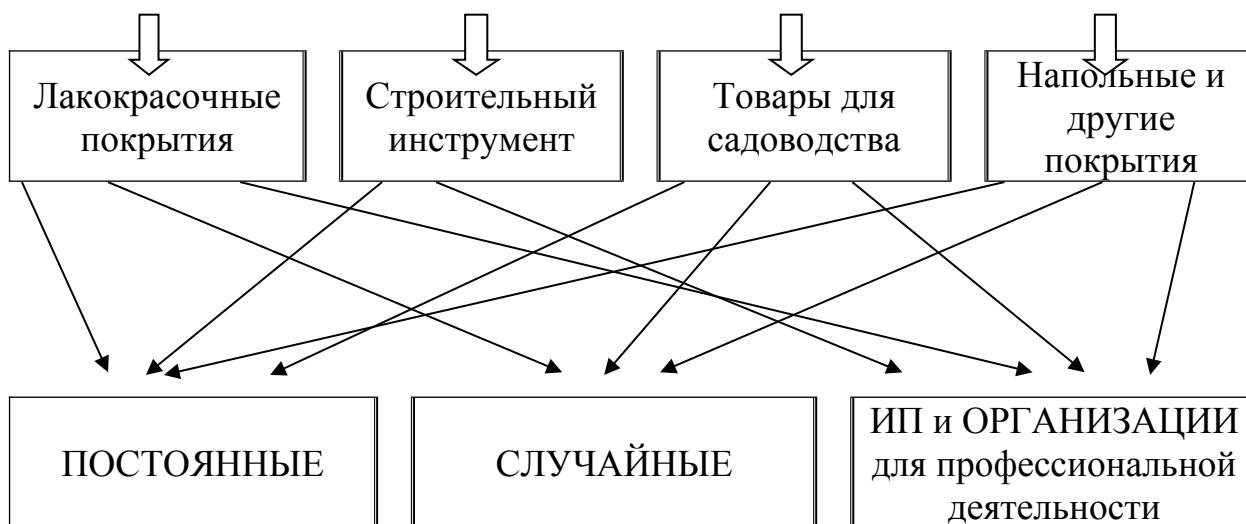 Лакокрасочные
покрытия
Строительный
инструмент
Товары для
садоводства
Напольные и
другие
покрытия
ПОСТОЯННЫЕ
СЛУЧАЙНЫЕ
ИП и ОРГАНИЗАЦИИ
для профессиональной
деятельности